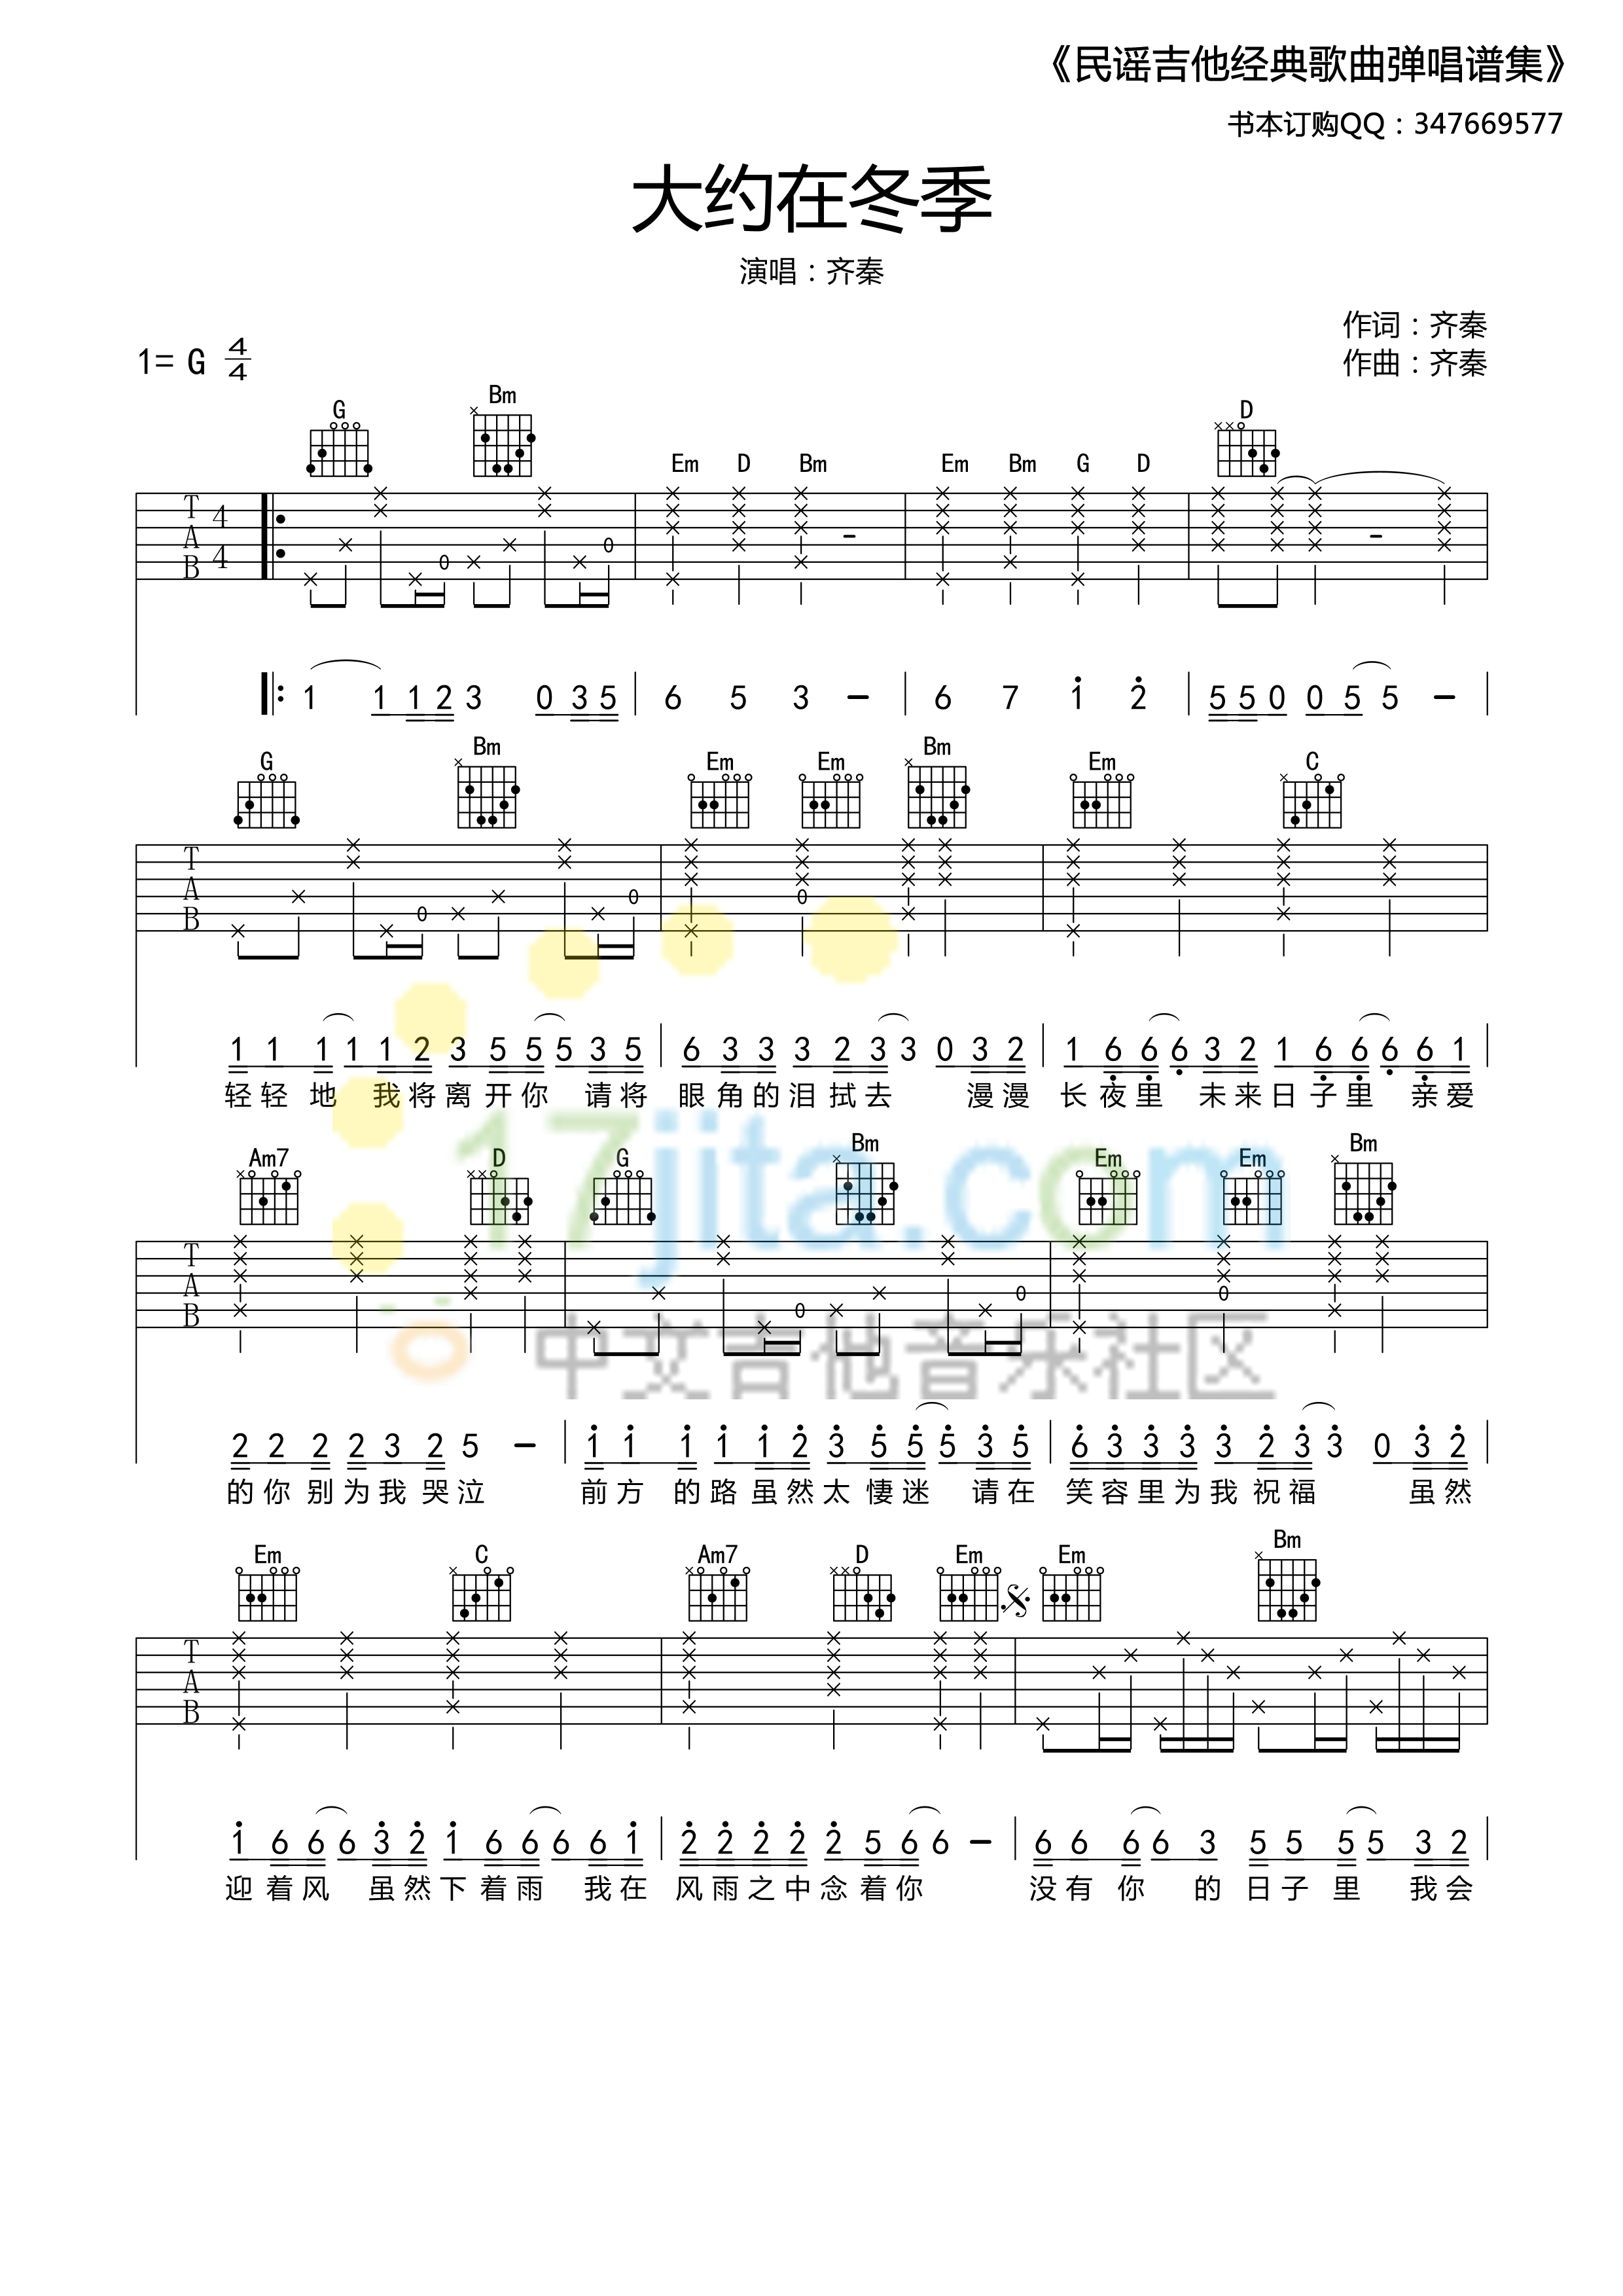 《民谣吉他经典歌曲弹唱谱集》
书本订购QQ：347669577
大约在冬季
演唱：齐秦
作词：齐秦
1= G 4/4
作曲：齐秦
G Bm Em D Bm Em Bm G D D
T A B 4 4
1 1 1 2 3 0 3 5 | 6 5 3 – | 6 7 1 2 | 5 5 0 0 5 5 –
G Bm Em Em Bm Em C
T A B
1 1 1 1 1 2 3 5 5 5 3 5 | 6 3 3 3 2 3 3 0 3 2 | 1 6 6 6 3 2 1 6 6 6 6 1
轻轻地 我将离开你 请将眼角的泪拭去 漫漫长夜里 未来日子里 亲爱
Am7 D G Bm Em Em Bm
T A B
2 2 2 2 3 2 5 – | 1 1 1 1 1 2 3 5 5 5 3 5 | 6 3 3 3 3 2 3 3 0 3 2
的你别为我哭泣 前方的路虽然太悽迷 请在笑容里为我祝福 虽然
Em C Am7 D Em Em Bm
T A B
1 6 6 6 3 2 1 6 6 6 6 1 | 2 2 2 2 2 5 6 6 – | 6 6 6 6 3 5 5 5 5 3 2
迎着风 虽然下着雨 我在风雨之中念着你 没有你的日子里 我会
17jita.com
中文吉他音乐社区